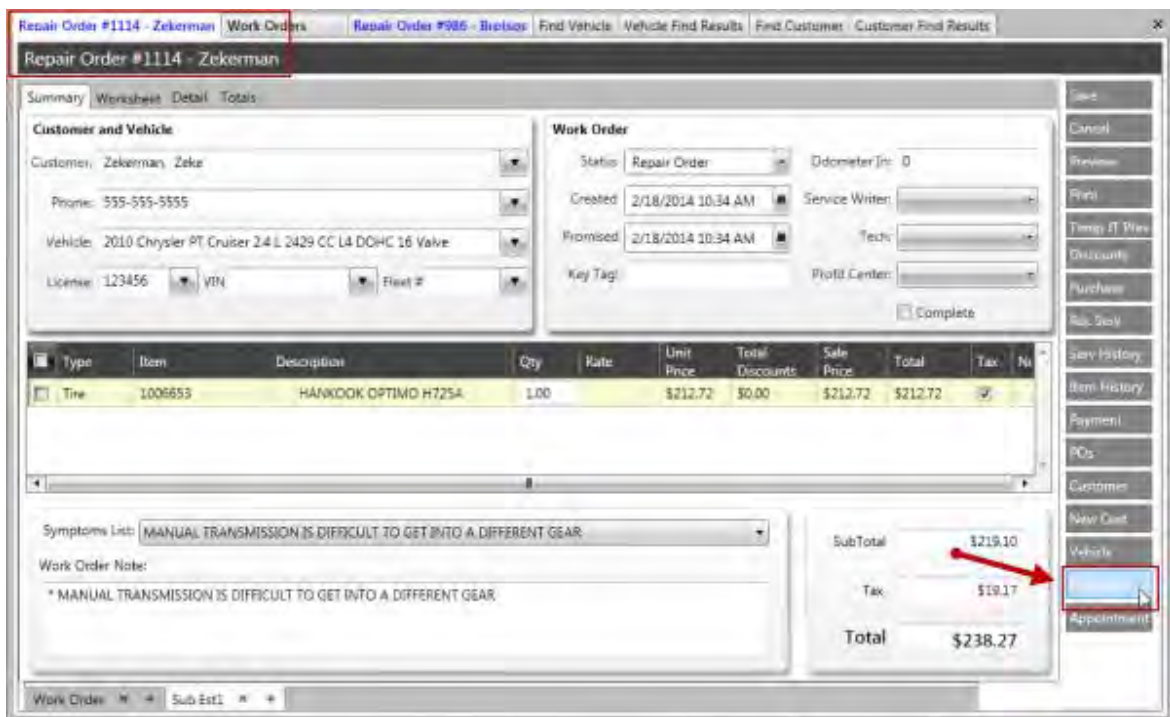 Repair Order #1114 - Zekerman Work Orders Repair Order #986 - Brolsos Find Vehicle Vehicle Find Results Find Customer Customer Find Results
Repair Order #1114 - Zekerman
Summary Worksheet Detail Totals
Customer and Vehicle
Customer: Zekerman, Zeke
Phone: 555-555-5555
Vehicle: 2010 Chrysler PT Cruiser 2.4 L 2429 CC L4 DOHC 16 Valve
License: 123456 VIN Fleet #
Work Order
Status: Repair Order Odometer In: 0
Created: 2/18/2014 10:34 AM Service Writer:
Promised: 2/18/2014 10:34 AM Tech:
Key Tag: Profit Center:
Complete
Type Item Description Qty Rate Unit Price Total Discounts Sale Price Total Tax
Tire 1006653 HANKOOK OPTIMO H725A 1.00 $212.72 $0.00 $212.72 $212.72
Symptoms List: MANUAL TRANSMISSION IS DIFFICULT TO GET INTO A DIFFERENT GEAR
Work Order Note:
* MANUAL TRANSMISSION IS DIFFICULT TO GET INTO A DIFFERENT GEAR
SubTotal $219.10
Tax $19.17
Total $238.27
Save
Cancel
Preview
Print
Discounts
Purchase
Rec Serv
Serv History
Item History
Payment
POs
Customer
New Cust
Vehicle
Appointment
Work Order Sub Est1